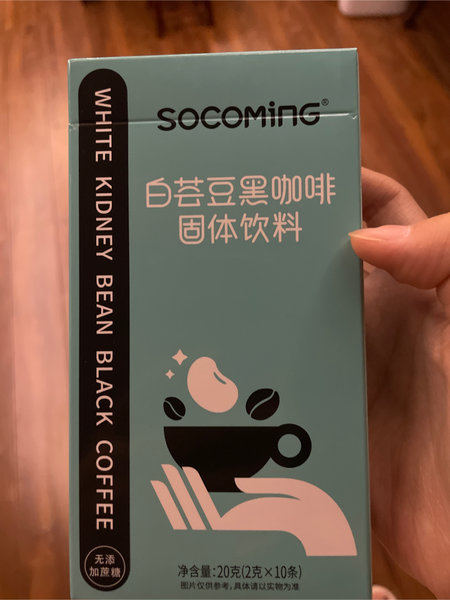 SOCOMiNG®
白芸豆黑咖啡
固体饮料
WHITE KIDNEY BEAN BLACK COFFEE
无添
加蔗糖
净含量:20克(2克×10条)
图片仅供参考,具体请以实物为准